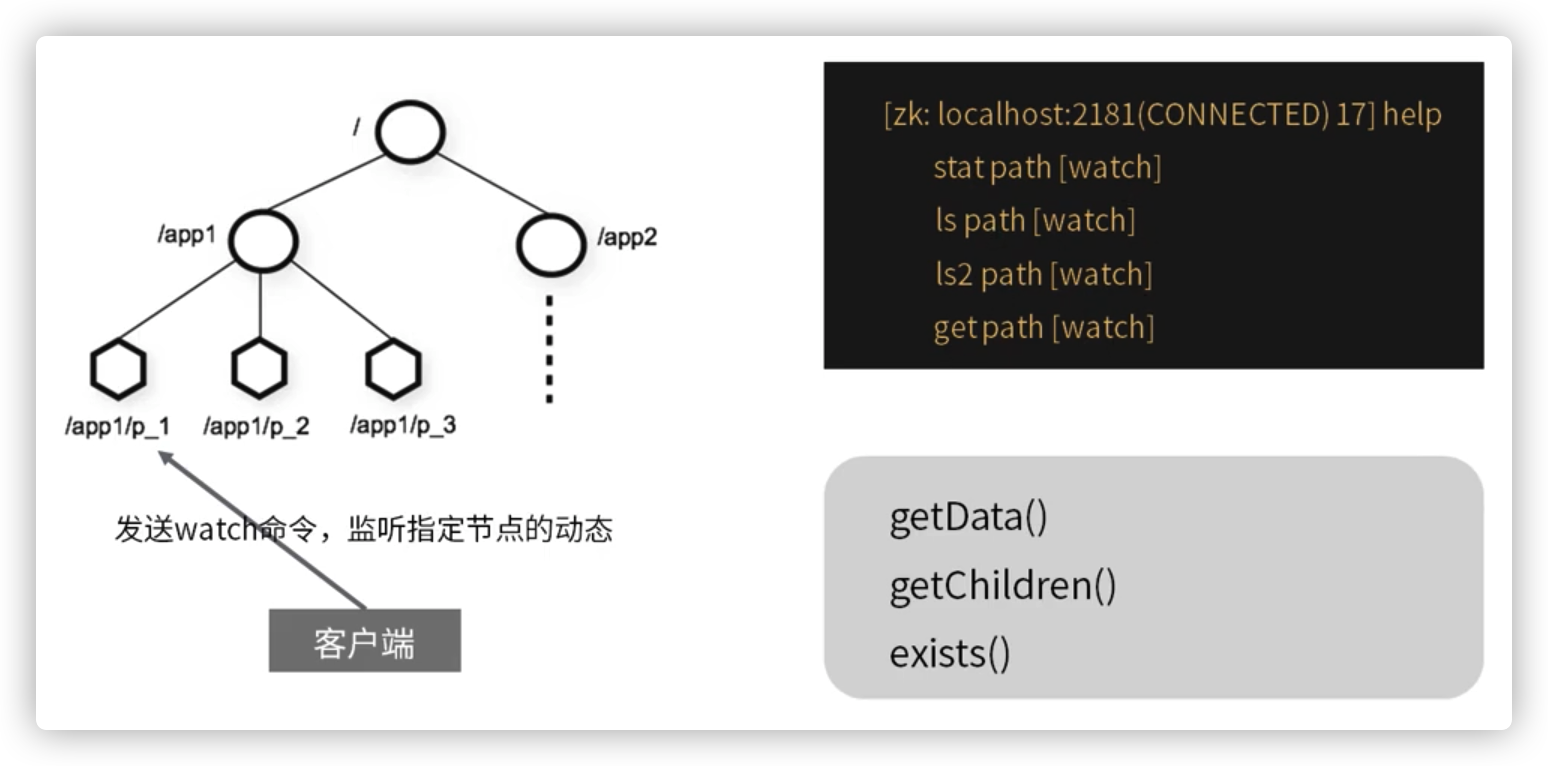 /
/app1
/app2
/app1/p_1
/app1/p_2
/app1/p_3
发送watch命令，监听指定节点的动态
客户端
[zk: localhost:2181(CONNECTED) 17] help
stat path [watch]
ls path [watch]
ls2 path [watch]
get path [watch]
getData()
getChildren()
exists()